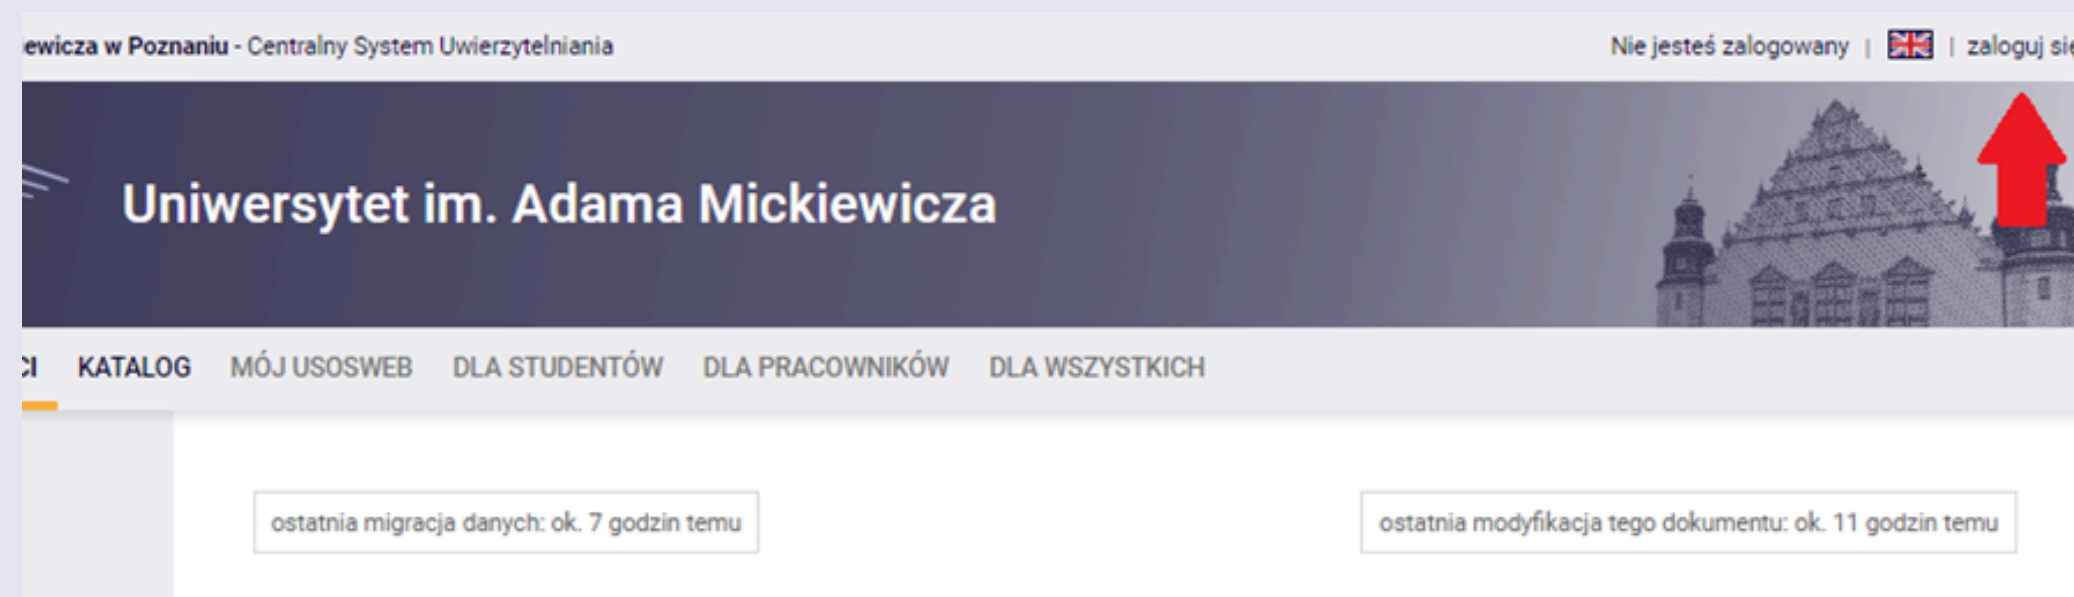 ewicza w Poznaniu - Centralny System Uwierzytelniania
Nie jesteś zalogowany | | zaloguj się
Uniwersytet im. Adama Mickiewicza
CI KATALOG MÓJ USOSWEB DLA STUDENTÓW DLA PRACOWNIKÓW DLA WSZYSTKICH
ostatnia migracja danych: ok. 7 godzin temu
ostatnia modyfikacja tego dokumentu: ok. 11 godzin temu